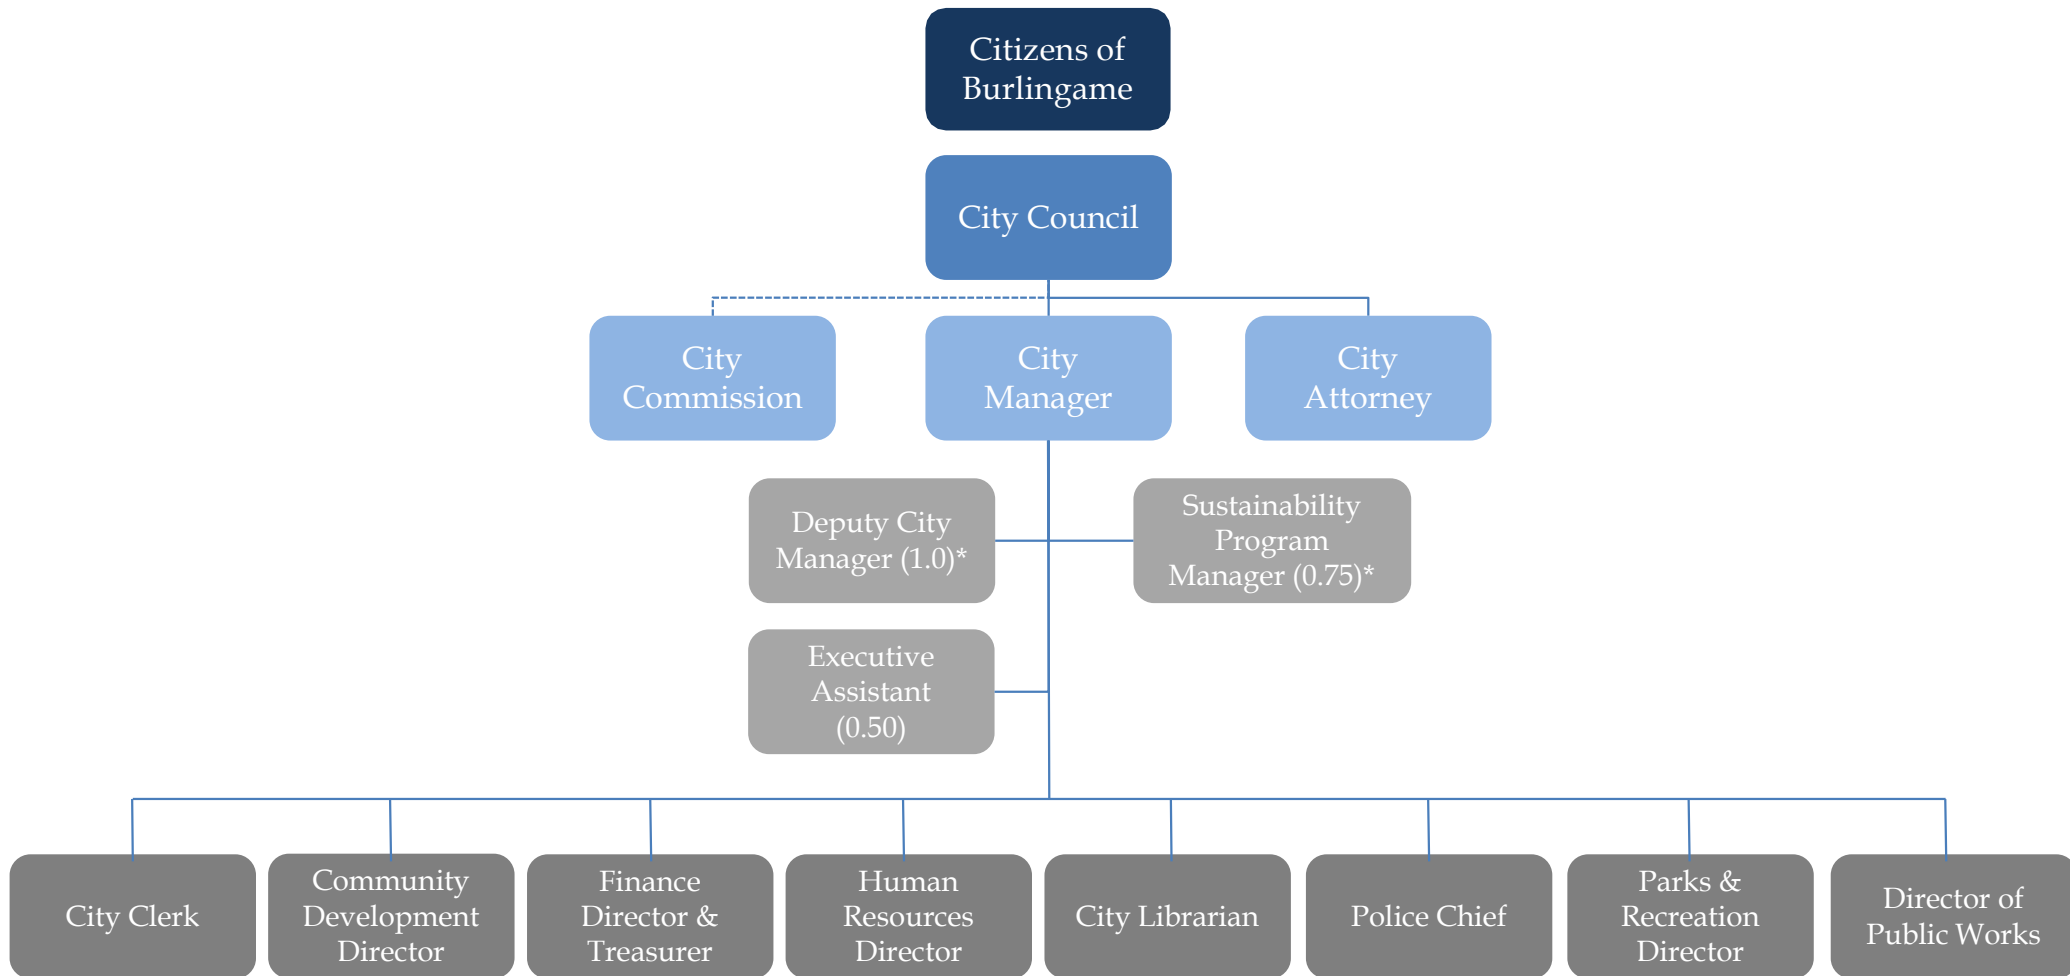 Citizens of
Burlingame
City Council
City
Commission
City
Manager
City
Attorney
Deputy City
Manager (1.0)*
Sustainability
Program
Manager (0.75)*
Executive
Assistant
(0.50)
City Clerk
Community
Development
Director
Finance
Director &
Treasurer
Human
Resources
Director
City Librarian
Police Chief
Parks &
Recreation
Director
Director of
Public Works